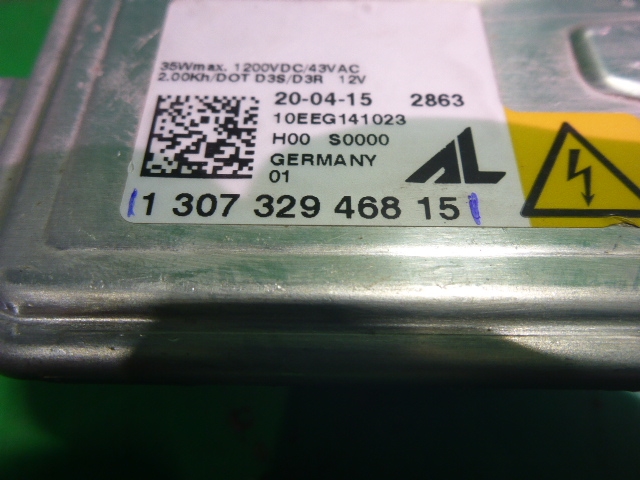 35Wmax. 1200VDC/43VAC
2.00Kh/DOT D3S/D3R 12V
20-04-15 2863
10EEG141023
H00 S0000
GERMANY
01
AL
1 307 329 468 15